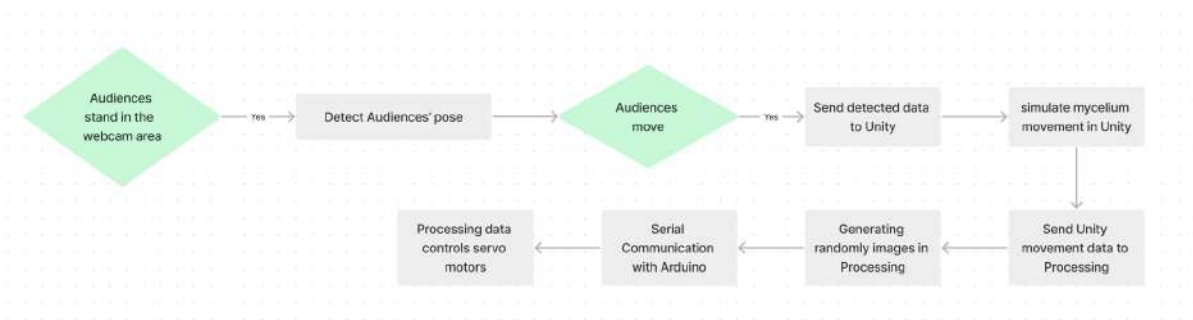 Audiences
stand in the
webcam area
Yes
Detect Audiences' pose
Audiences
move
Yes
Send detected data
to Unity
simulate mycelium
movement in Unity
Send Unity
movement data to
Processing
Generating
randomly images in
Processing
Serial
Communication
with Arduino
Processing data
controls servo
motors